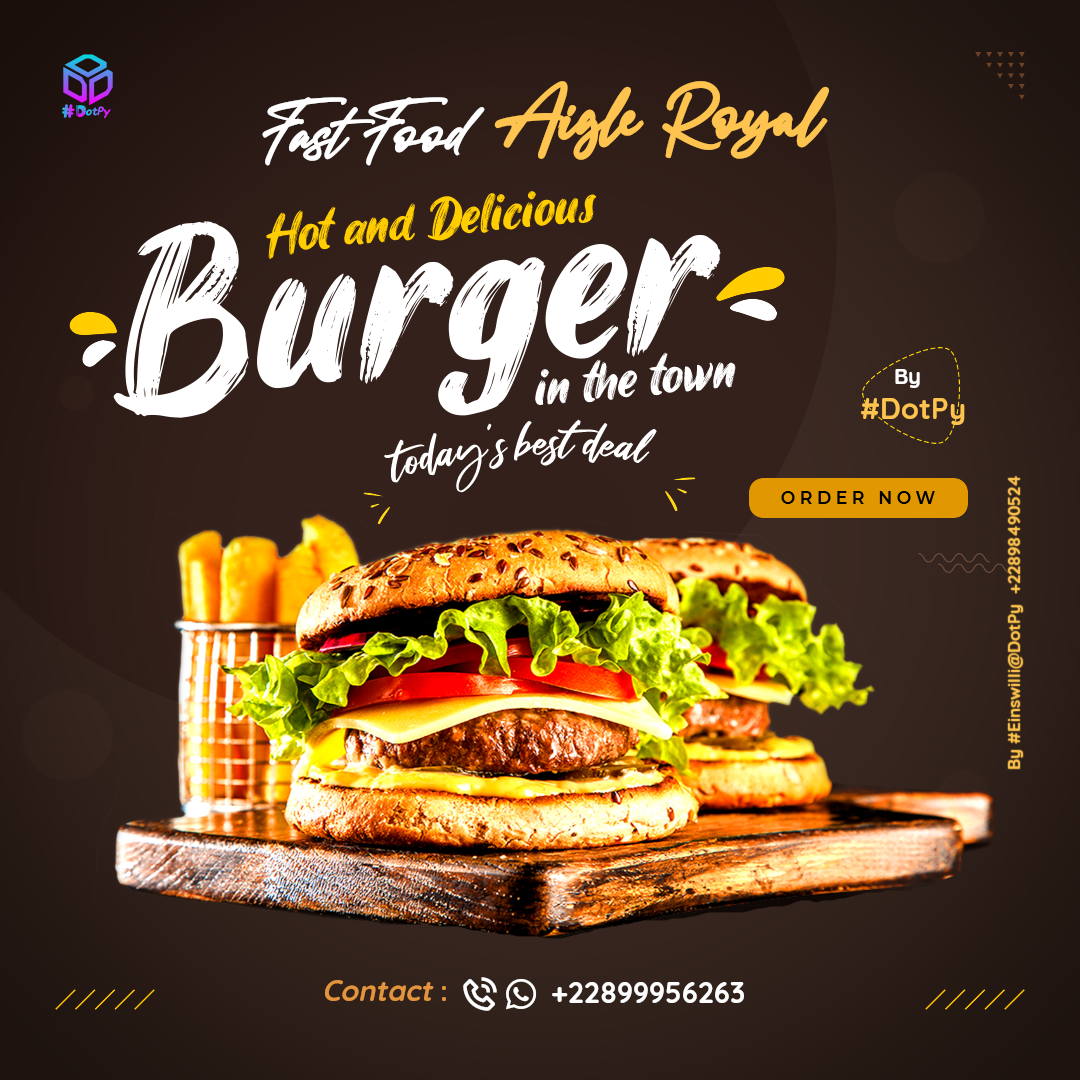 #DotPy
Fast Food Aigle Royal
Hot and Delicious
Burger
in the town
today's best deal
By
#DotPy
ORDER NOW
By #Einswilli@DotPy +22898490524
Contact : +22899956263